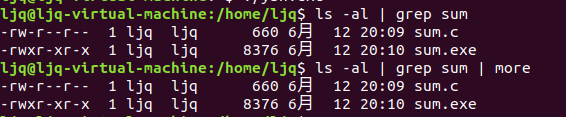 ljq@ljq-virtual-machine:/home/ljq$ ls -al | grep sum
-rw-r--r-- 1 ljq ljq 660 6月 12 20:09 sum.c
-rwxr-xr-x 1 ljq ljq 8376 6月 12 20:10 sum.exe
ljq@ljq-virtual-machine:/home/ljq$ ls -al | grep sum | more
-rw-r--r-- 1 ljq ljq 660 6月 12 20:09 sum.c
-rwxr-xr-x 1 ljq ljq 8376 6月 12 20:10 sum.exe